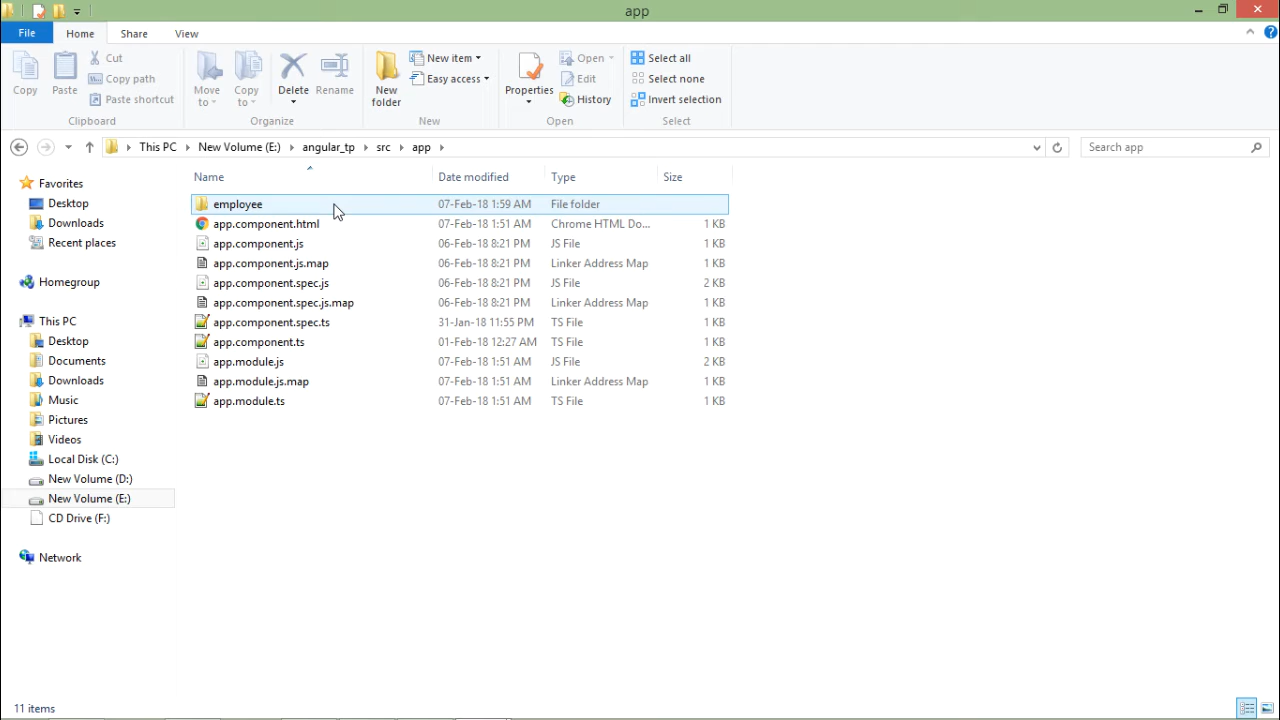 app
File Home Share View
Copy Paste Cut Copy path Paste shortcut
Move to Copy to Delete Rename New folder
New item Easy access Properties Open Edit History
Select all Select none Invert selection
Clipboard Organize New Open Select
This PC New Volume (E:) angular_tp src app Search app
Favorites
Desktop
Downloads
Recent places
Homegroup
This PC
Desktop
Documents
Downloads
Music
Pictures
Videos
Local Disk (C:)
New Volume (D:)
New Volume (E:)
CD Drive (F:)
Network
Name Date modified Type Size
employee 07-Feb-18 1:59 AM File folder
app.component.html 07-Feb-18 1:51 AM Chrome HTML Do... 1 KB
app.component.js 06-Feb-18 8:21 PM JS File 1 KB
app.component.js.map 06-Feb-18 8:21 PM Linker Address Map 1 KB
app.component.spec.js 06-Feb-18 8:21 PM JS File 2 KB
app.component.spec.js.map 06-Feb-18 8:21 PM Linker Address Map 1 KB
app.component.spec.ts 31-Jan-18 11:55 PM TS File 1 KB
app.component.ts 01-Feb-18 12:27 AM TS File 1 KB
app.module.js 07-Feb-18 1:51 AM JS File 2 KB
app.module.js.map 07-Feb-18 1:51 AM Linker Address Map 1 KB
app.module.ts 07-Feb-18 1:51 AM TS File 1 KB
11 items